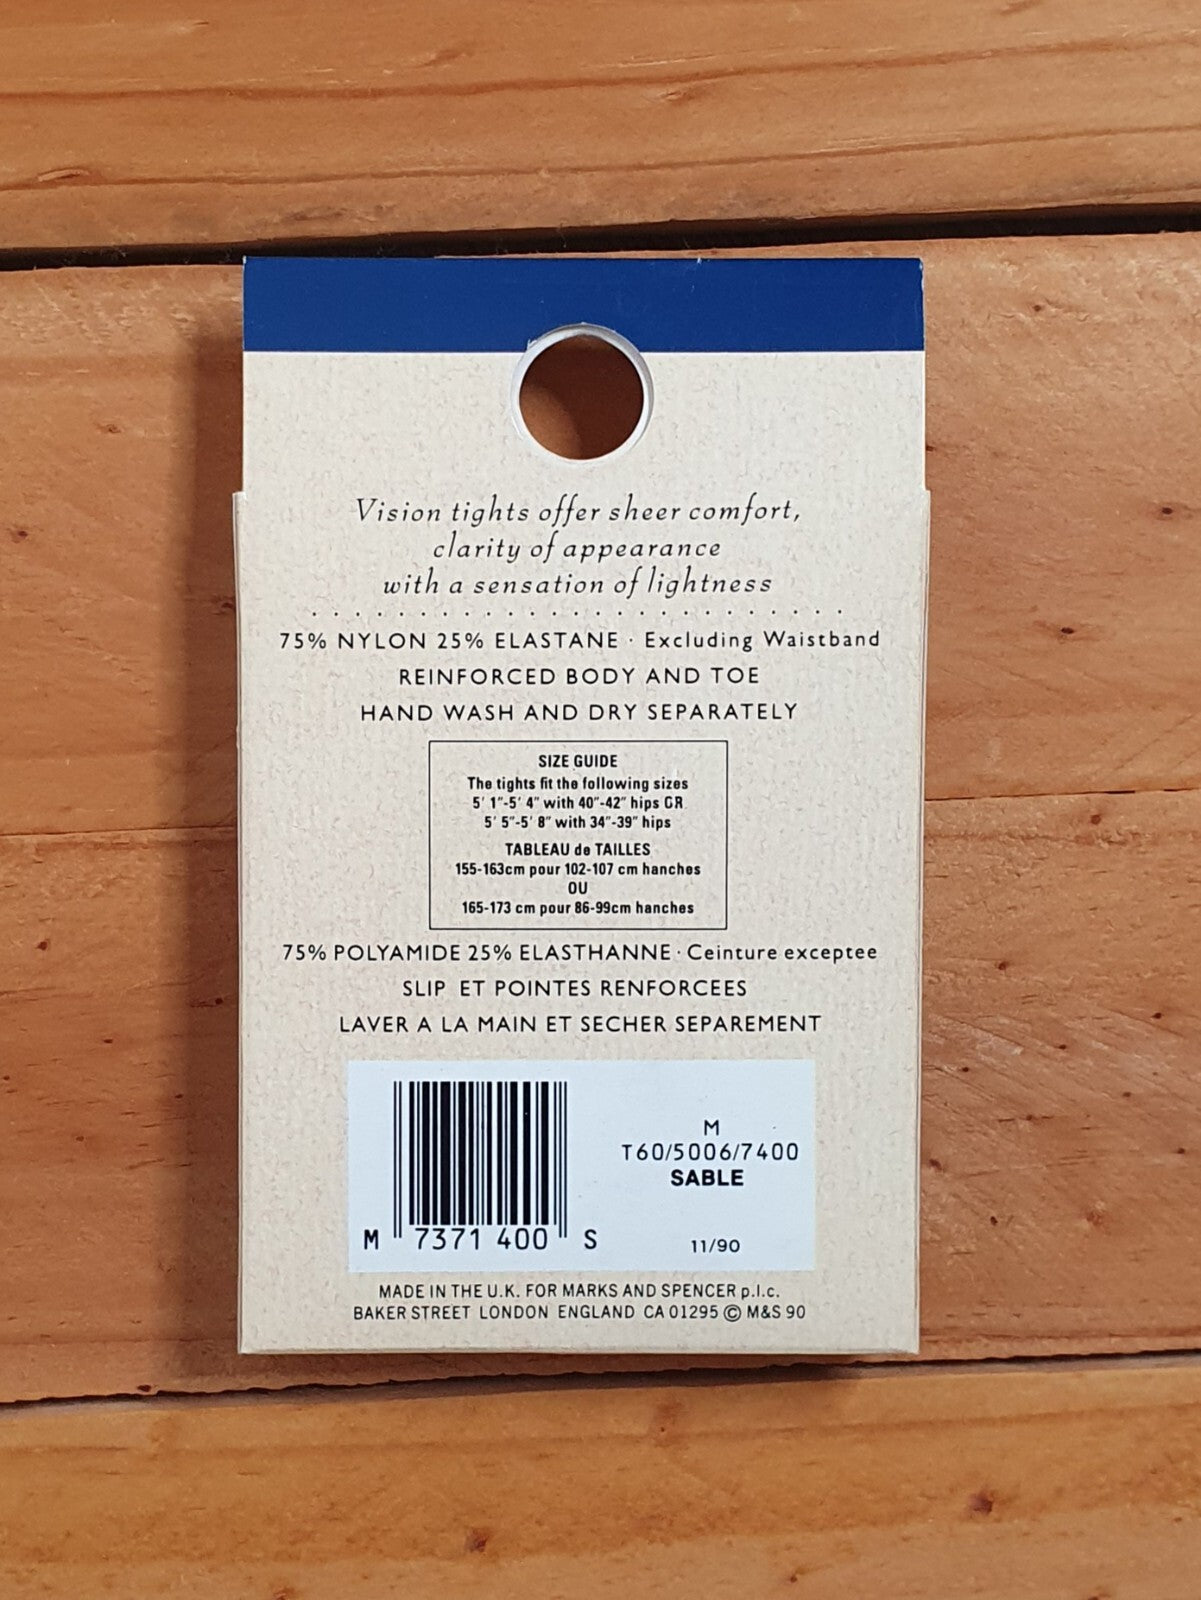 Vision tights offer sheer comfort,
clarity of appearance
with a sensation of lightness
75% NYLON 25% ELASTANE · Excluding Waistband
REINFORCED BODY AND TOE
HAND WASH AND DRY SEPARATELY
SIZE GUIDE
The tights fit the following sizes
5' 1"-5' 4" with 40"-42" hips OR
5' 5"-5' 8" with 34"-39" hips
TABLEAU de TAILLES
155-163cm pour 102-107 cm hanches
OU
165-173 cm pour 86-99cm hanches
75% POLYAMIDE 25% ELASTHANNE · Ceinture exceptee
SLIP ET POINTES RENFORCEES
LAVER A LA MAIN ET SECHER SEPAREMENT
M
T60/5006/7400
SABLE
M 7371 400 S
11/90
MADE IN THE U.K. FOR MARKS AND SPENCER p.l.c.
BAKER STREET LONDON ENGLAND CA 01295 © M&S 90